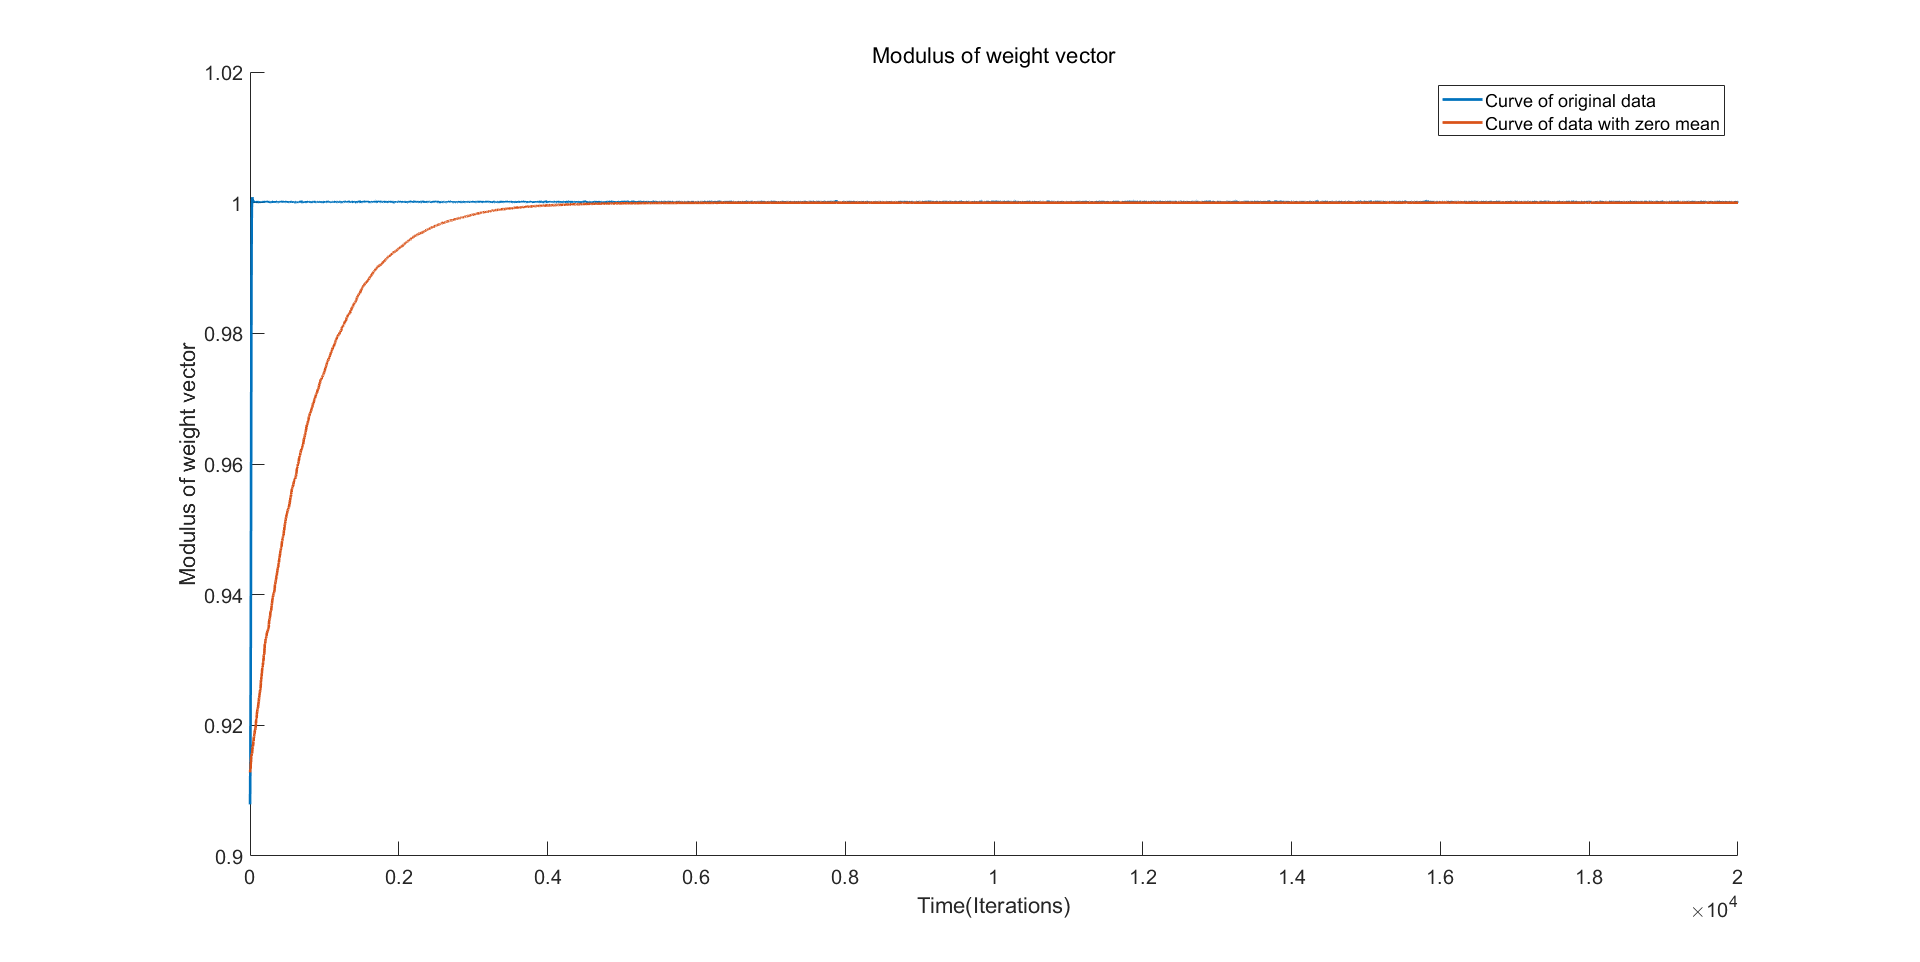 Modulus of weight vector
Curve of original data
Curve of data with zero mean
Modulus of weight vector
1.02
1
0.98
0.96
0.94
0.92
0.9
0 0.2 0.4 0.6 0.8 1 1.2 1.4 1.6 1.8 2
Time(Iterations)
×10^4